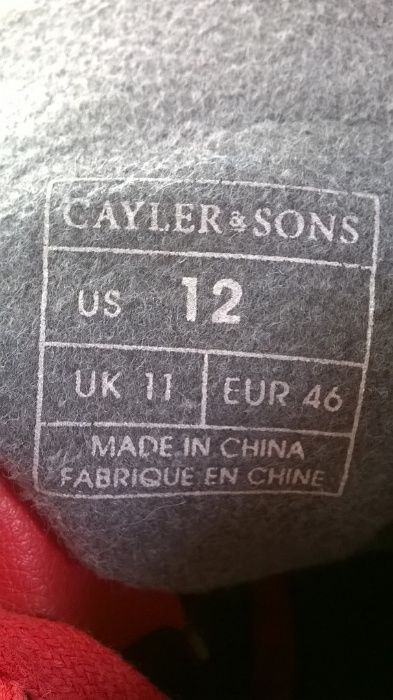 CAYLER & SONS
US 12
UK 11 EUR 46
MADE IN CHINA
FABRIQUE EN CHINE